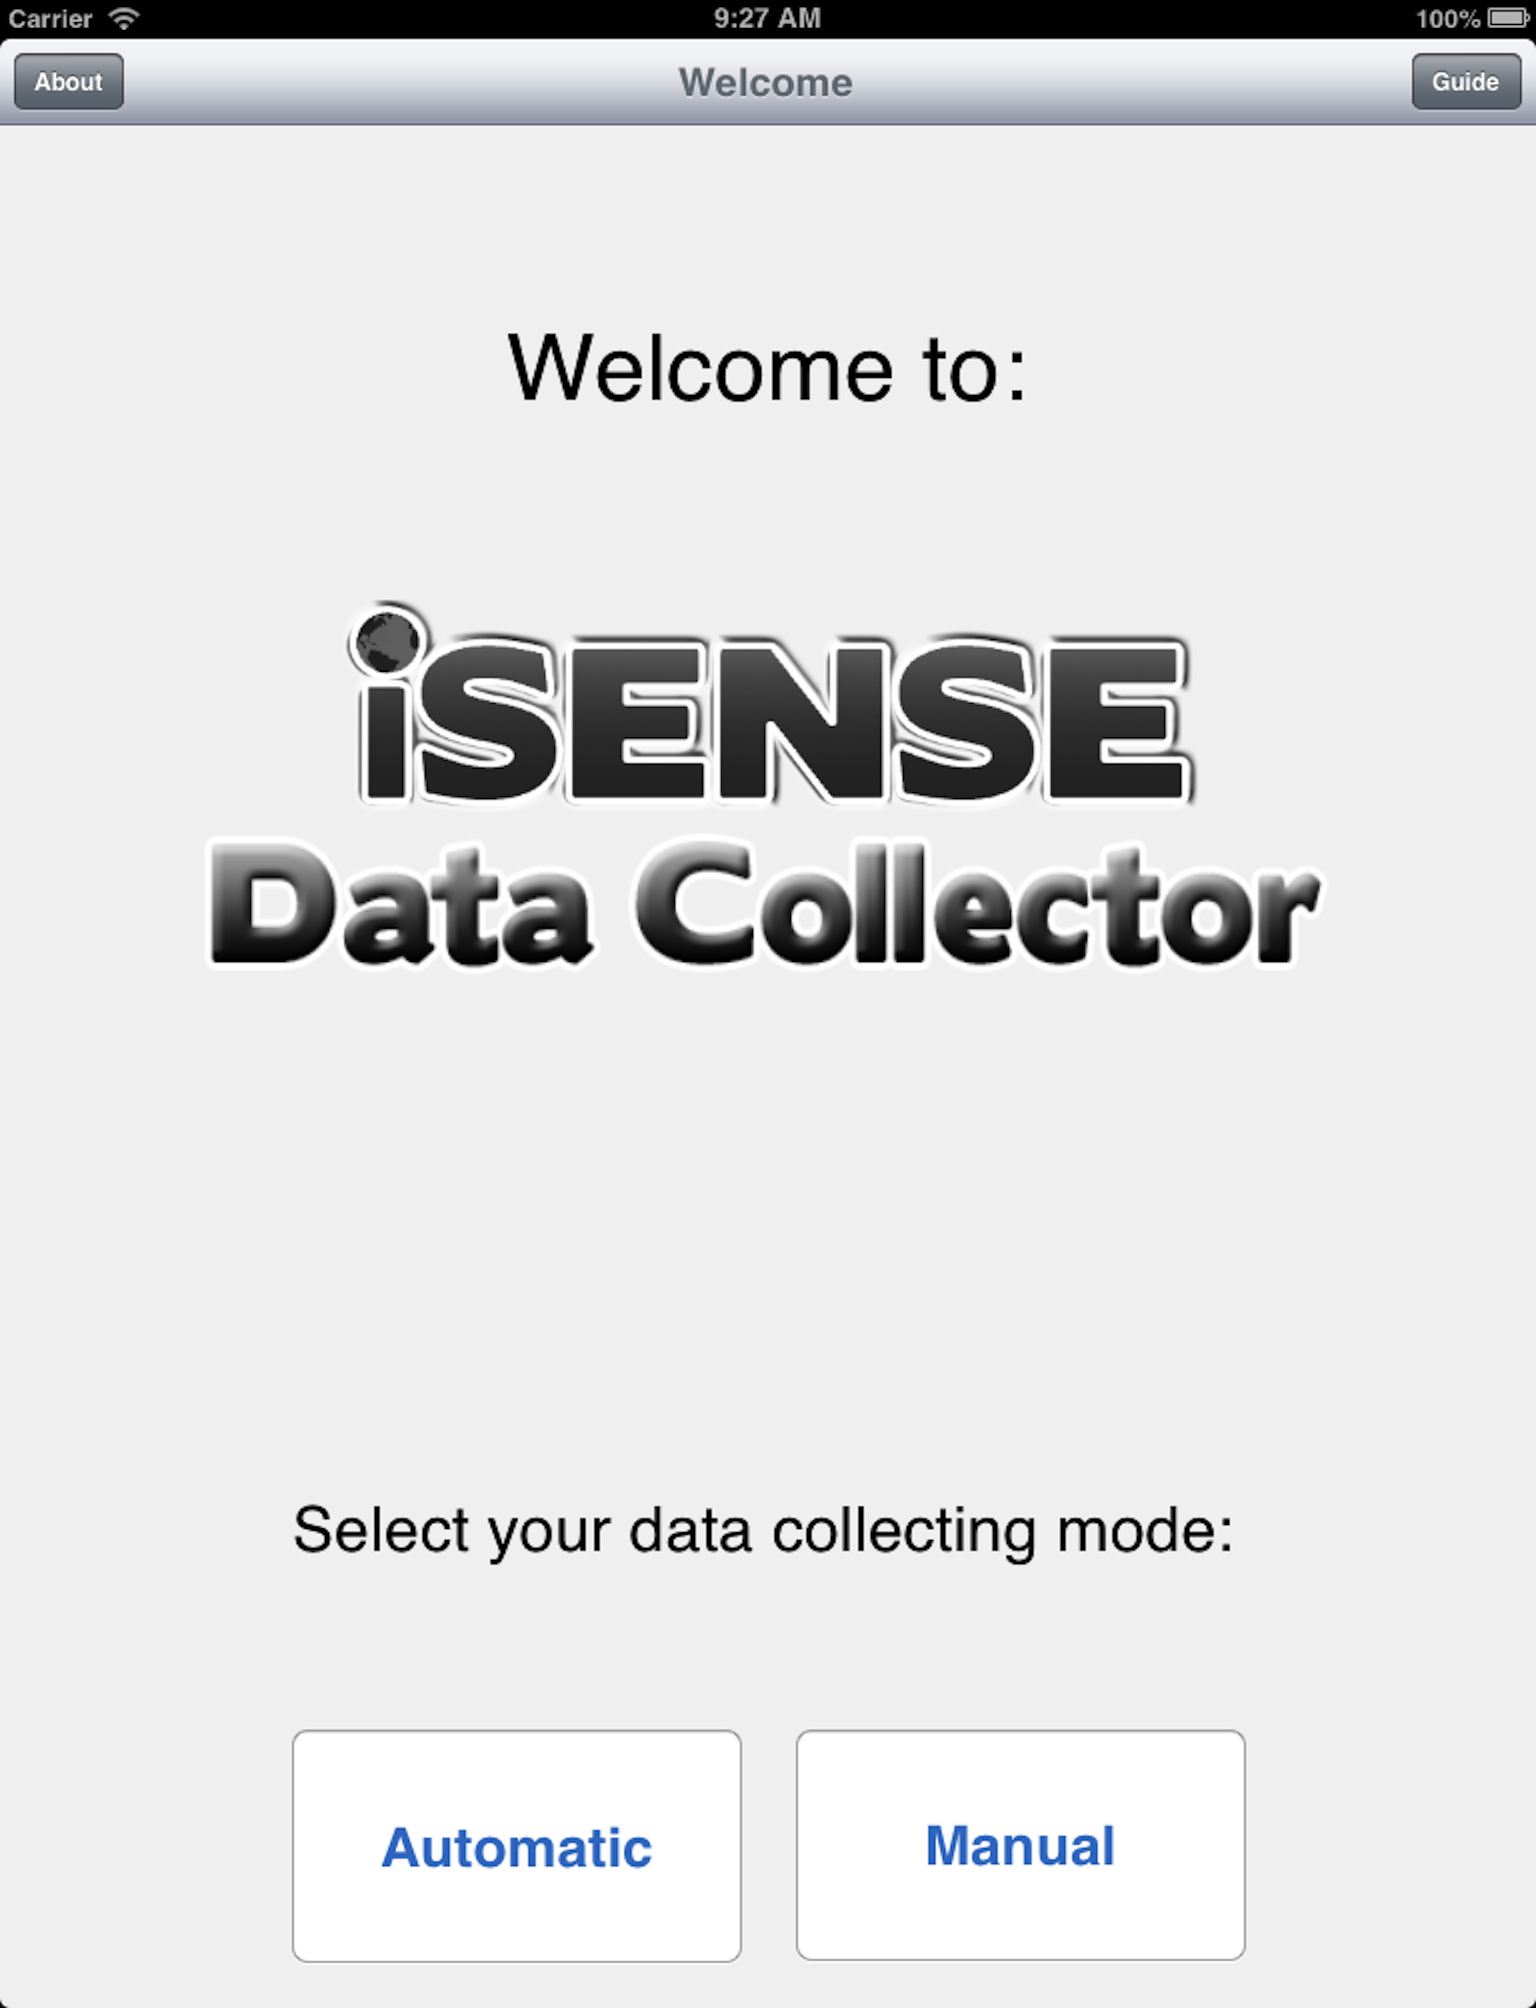 Carrier 9:27 AM 100%
About Welcome Guide
Welcome to:
iSENSE
Data Collector
Select your data collecting mode:
Automatic Manual